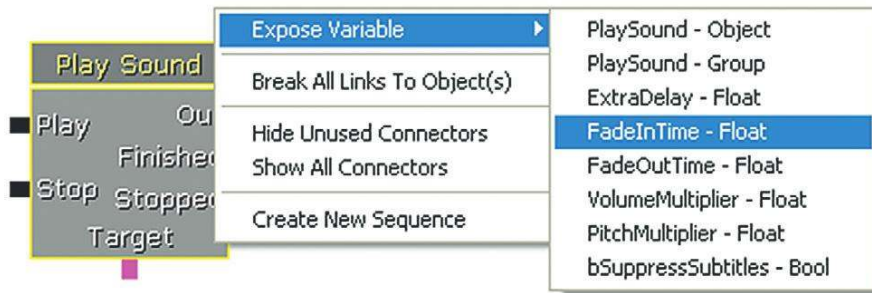 Play Sound
Play
Finished
Stop
Target
Expose Variable
Break All Links To Object(s)
Hide Unused Connectors
Show All Connectors
Create New Sequence
PlaySound - Object
PlaySound - Group
ExtraDelay - Float
FadeInTime - Float
FadeOutTime - Float
VolumeMultiplier - Float
PitchMultiplier - Float
bSuppressSubtitles - Bool